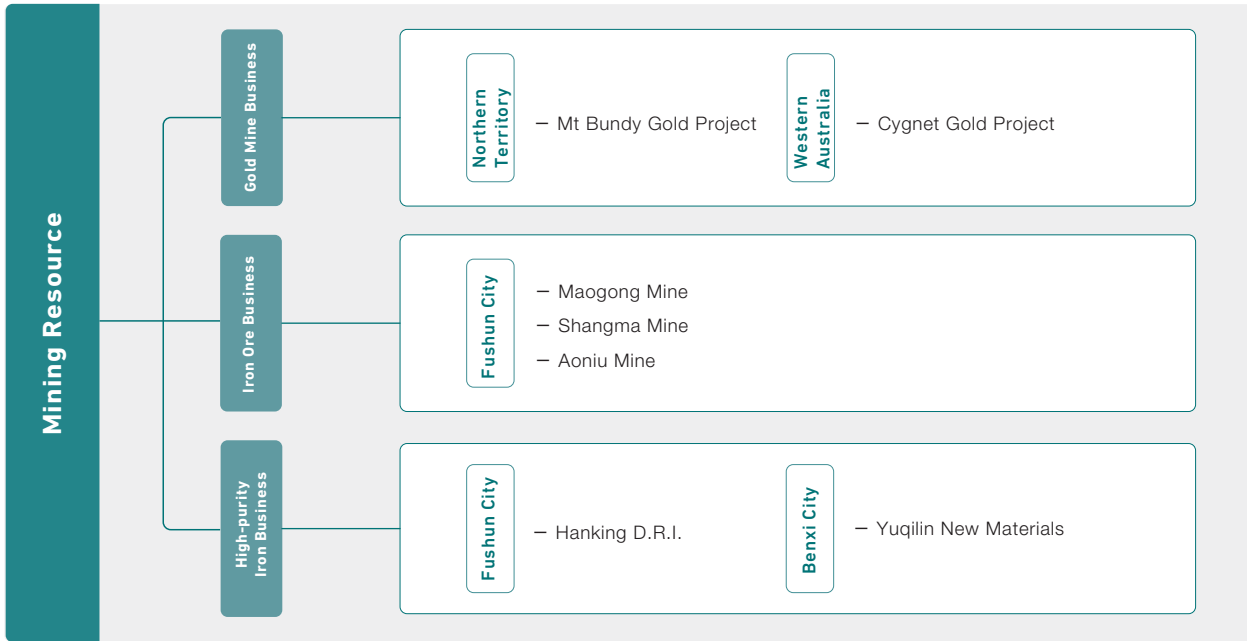 Mining Resource
Gold Mine Business
Northern
Territory
– Mt Bundy Gold Project
Western
Australia
– Cygnet Gold Project
Iron Ore Business
Fushun City
– Maogong Mine
– Shangma Mine
– Aoniu Mine
High-purity
Iron Business
Fushun City
– Hanking D.R.I.
Benxi City
– Yuqilin New Materials